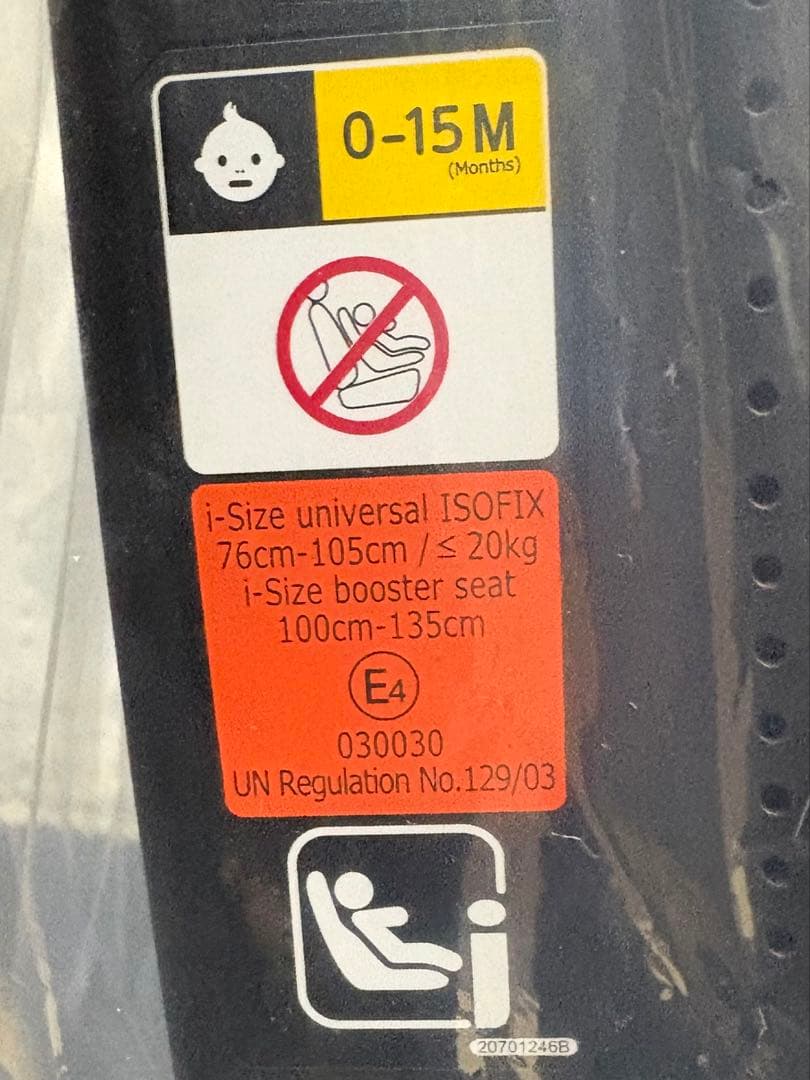 0-15 M
(Months)
i-Size universal ISOFIX
76cm-105cm / ≤ 20kg
i-Size booster seat
100cm-135cm
E4
030030
UN Regulation No.129/03
i
20701246B